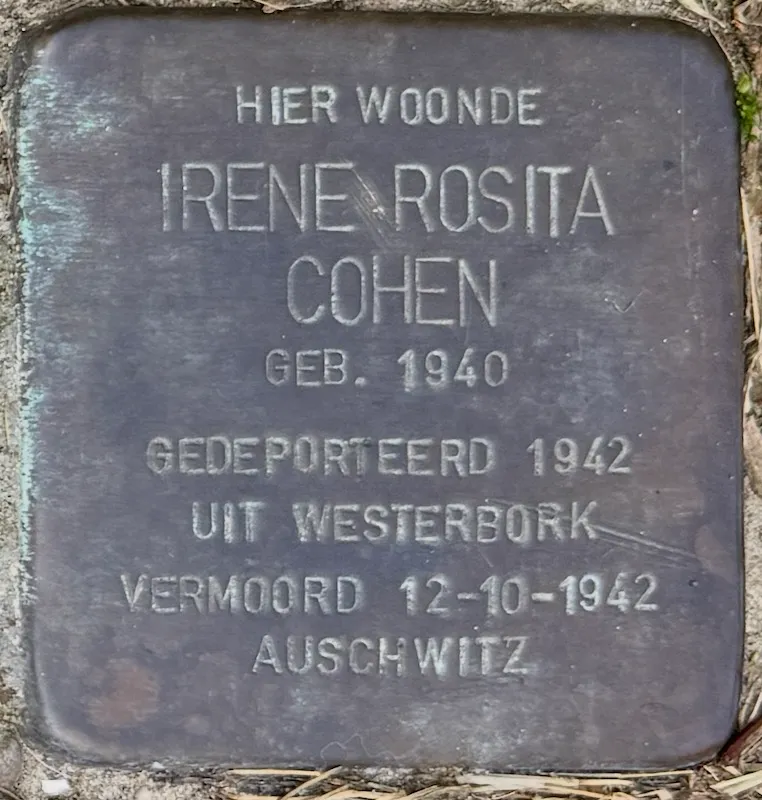 HIER WOONDE
IRENE ROSITA
COHEN
GEB. 1940
GEDEPORTEERD 1942
UIT WESTERBORK
VERMOORD 12-10-1942
AUSCHWITZ